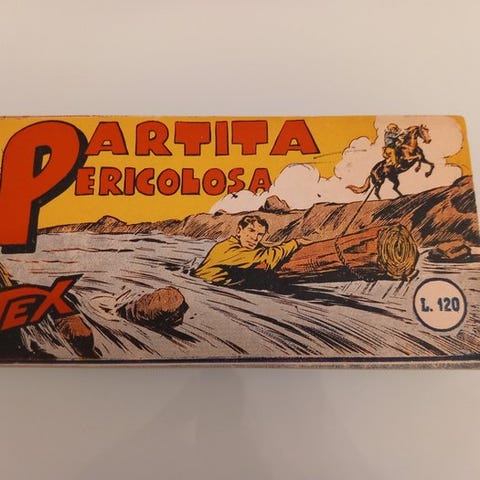 PARTITA
PERICOLOSA
TEX
L. 120